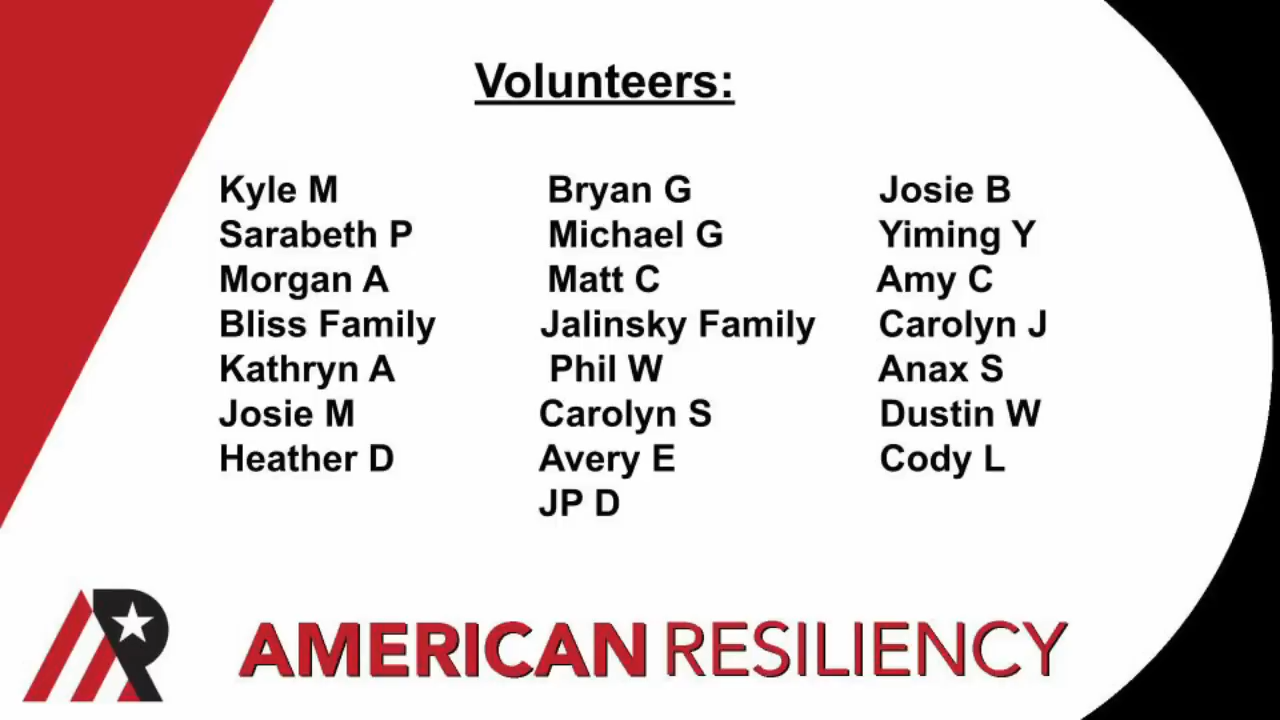 Volunteers:
Kyle M
Sarabeth P
Morgan A
Bliss Family
Kathryn A
Josie M
Heather D
Bryan G
Michael G
Matt C
Jalinsky Family
Phil W
Carolyn S
Avery E
JP D
Josie B
Yiming Y
Amy C
Carolyn J
Anax S
Dustin W
Cody L
AMERICAN RESILIENCY